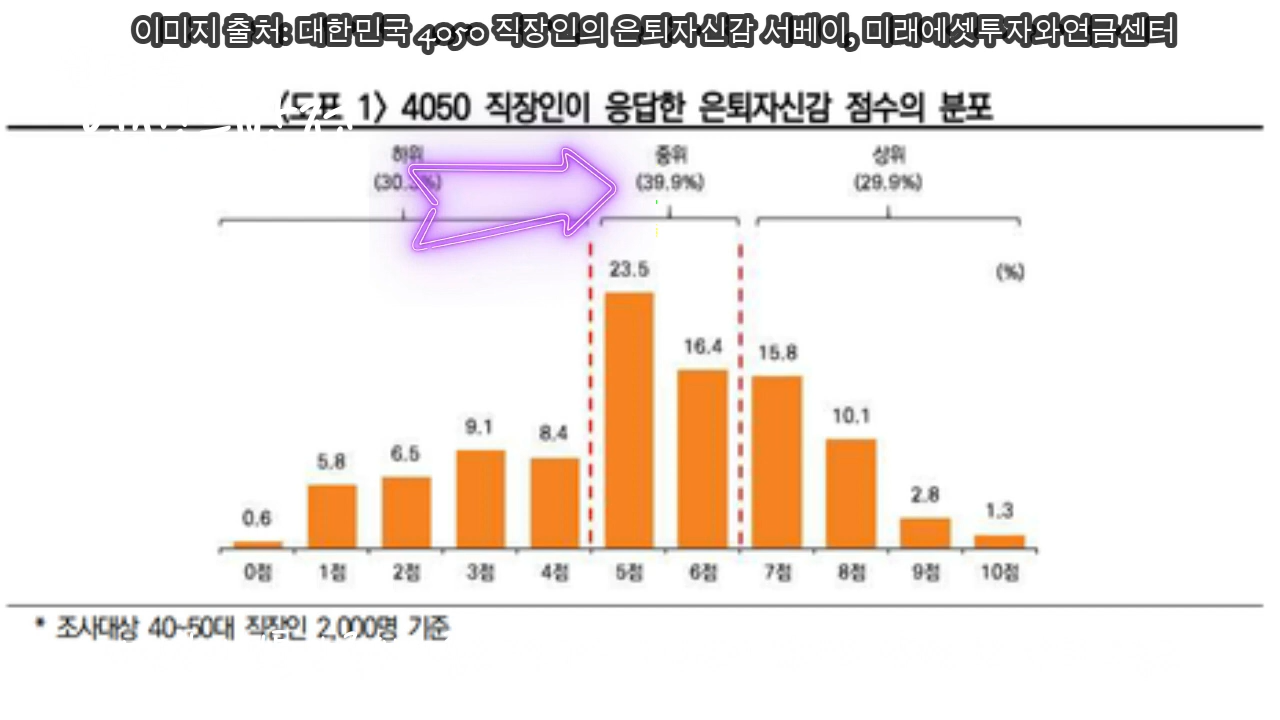 이미지 출처: 대한민국 4050 직장인의 은퇴자신감 서베이, 미래에셋투자와연금센터
〈도표 1〉 4050 직장인이 응답한 은퇴자신감 점수의 분포
하위 중위 상위
(39.9%) (29.9%)
(%)
23.5
16.4
15.8
10.1
9.1
8.4
6.5
5.8
2.8
1.3
0.6
0점 1점 2점 3점 4점 5점 6점 7점 8점 9점 10점
* 조사대상 40~50대 직장인 2,000명 기준